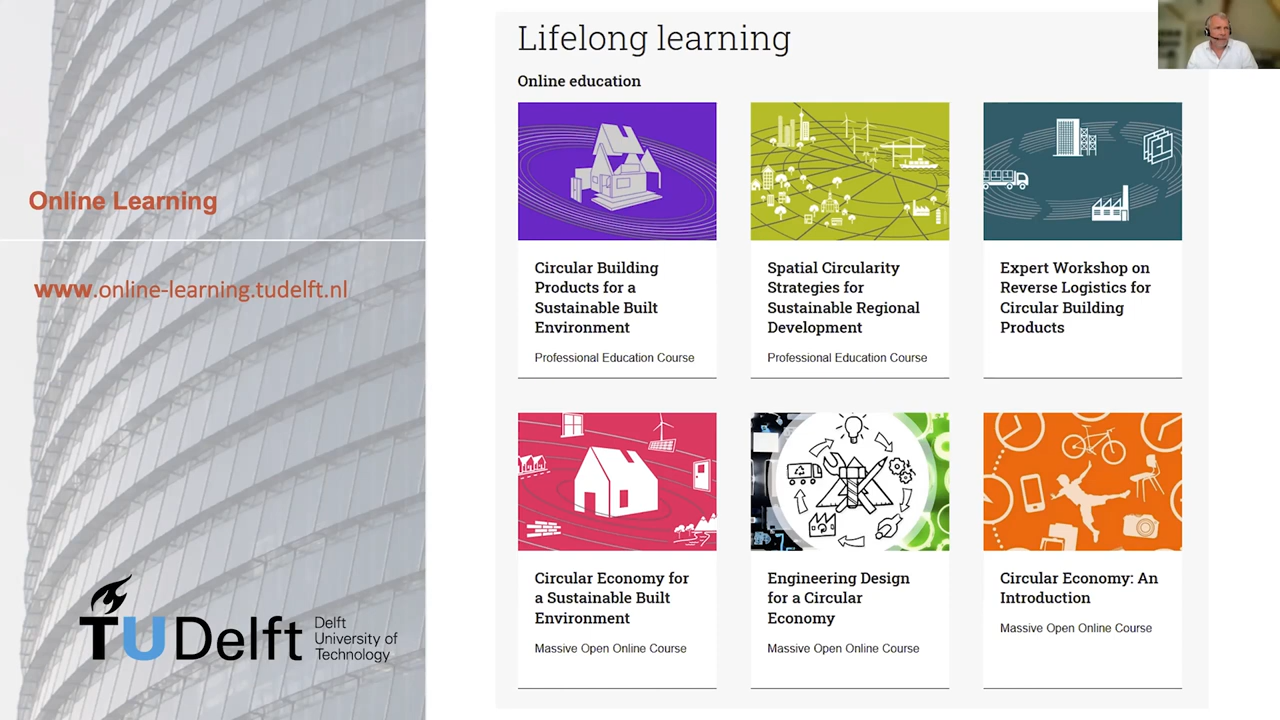 Online Learning
www.online-learning.tudelft.nl
TUDelft
Delft
University of
Technology
Lifelong learning
Online education
Circular Building
Products for a
Sustainable Built
Environment
Professional Education Course
Spatial Circularity
Strategies for
Sustainable Regional
Development
Professional Education Course
Expert Workshop on
Reverse Logistics for
Circular Building
Products
Circular Economy for
a Sustainable Built
Environment
Massive Open Online Course
Engineering Design
for a Circular
Economy
Massive Open Online Course
Circular Economy: An
Introduction
Massive Open Online Course